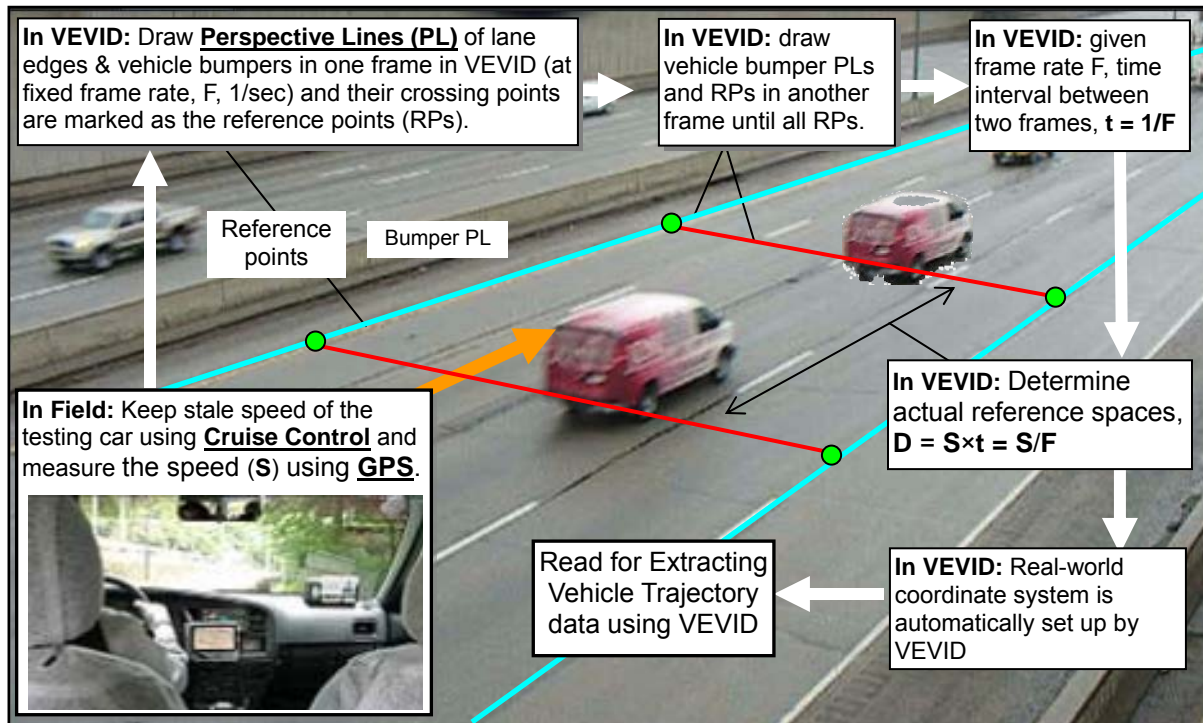 In VEVID: Draw Perspective Lines (PL) of lane
edges & vehicle bumpers in one frame in VEVID (at
fixed frame rate, F, 1/sec) and their crossing points
are marked as the reference points (RPs).
In VEVID: draw
vehicle bumper PLs
and RPs in another
frame until all RPs.
In VEVID: given
frame rate F, time
interval between
two frames, t = 1/F
Reference
points
Bumper PL
In Field: Keep stale speed of the
testing car using Cruise Control and
measure the speed (S) using GPS.
In VEVID: Determine
actual reference spaces,
D = S×t = S/F
In VEVID: Real-world
coordinate system is
automatically set up by
VEVID
Read for Extracting
Vehicle Trajectory
data using VEVID